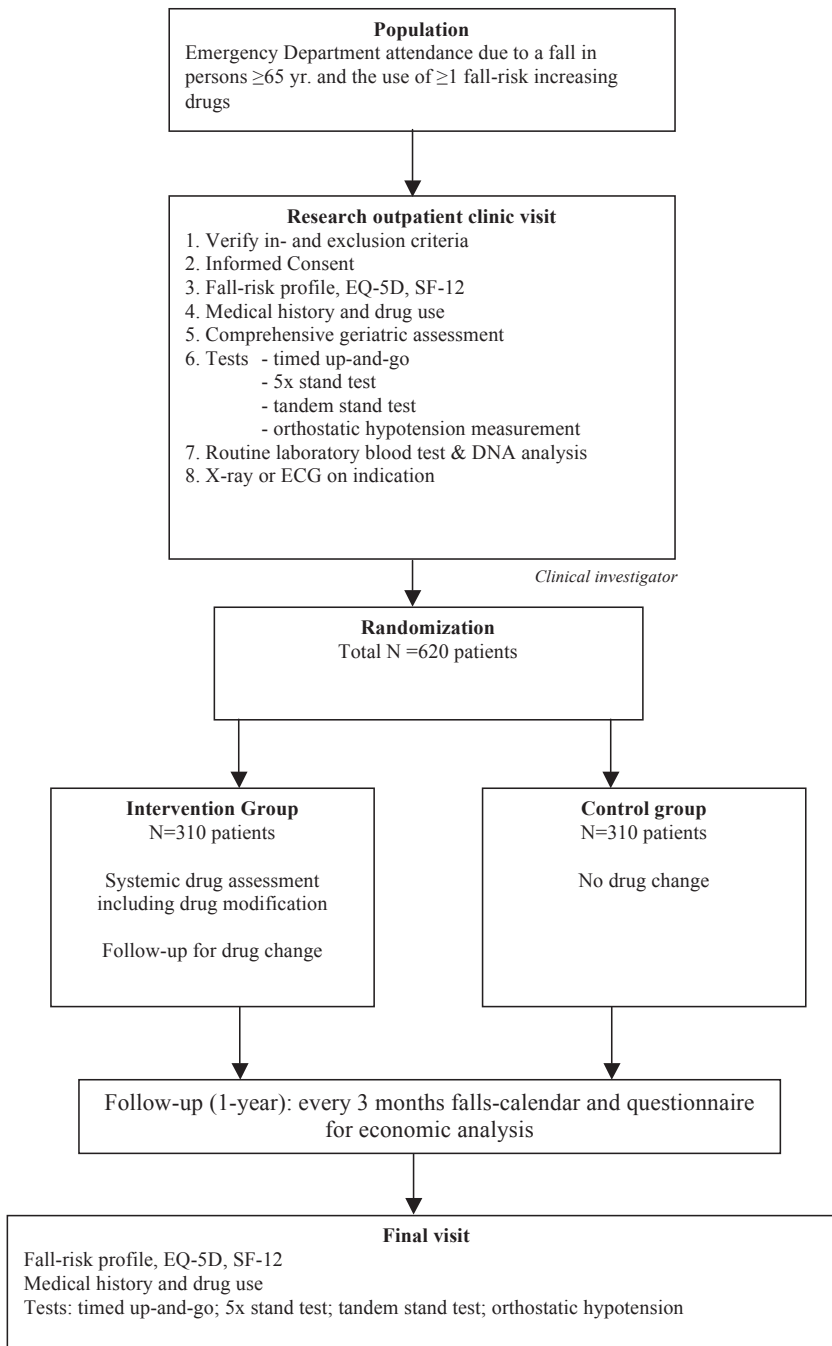 Population
Emergency Department attendance due to a fall in
persons ≥65 yr. and the use of ≥1 fall-risk increasing
drugs
Research outpatient clinic visit
1. Verify in- and exclusion criteria
2. Informed Consent
3. Fall-risk profile, EQ-5D, SF-12
4. Medical history and drug use
5. Comprehensive geriatric assessment
6. Tests - timed up-and-go
- 5x stand test
- tandem stand test
- orthostatic hypotension measurement
7. Routine laboratory blood test & DNA analysis
8. X-ray or ECG on indication
Clinical investigator
Randomization
Total N =620 patients
Intervention Group
N=310 patients
Systemic drug assessment
including drug modification
Follow-up for drug change
Control group
N=310 patients
No drug change
Follow-up (1-year): every 3 months falls-calendar and questionnaire
for economic analysis
Final visit
Fall-risk profile, EQ-5D, SF-12
Medical history and drug use
Tests: timed up-and-go; 5x stand test; tandem stand test; orthostatic hypotension